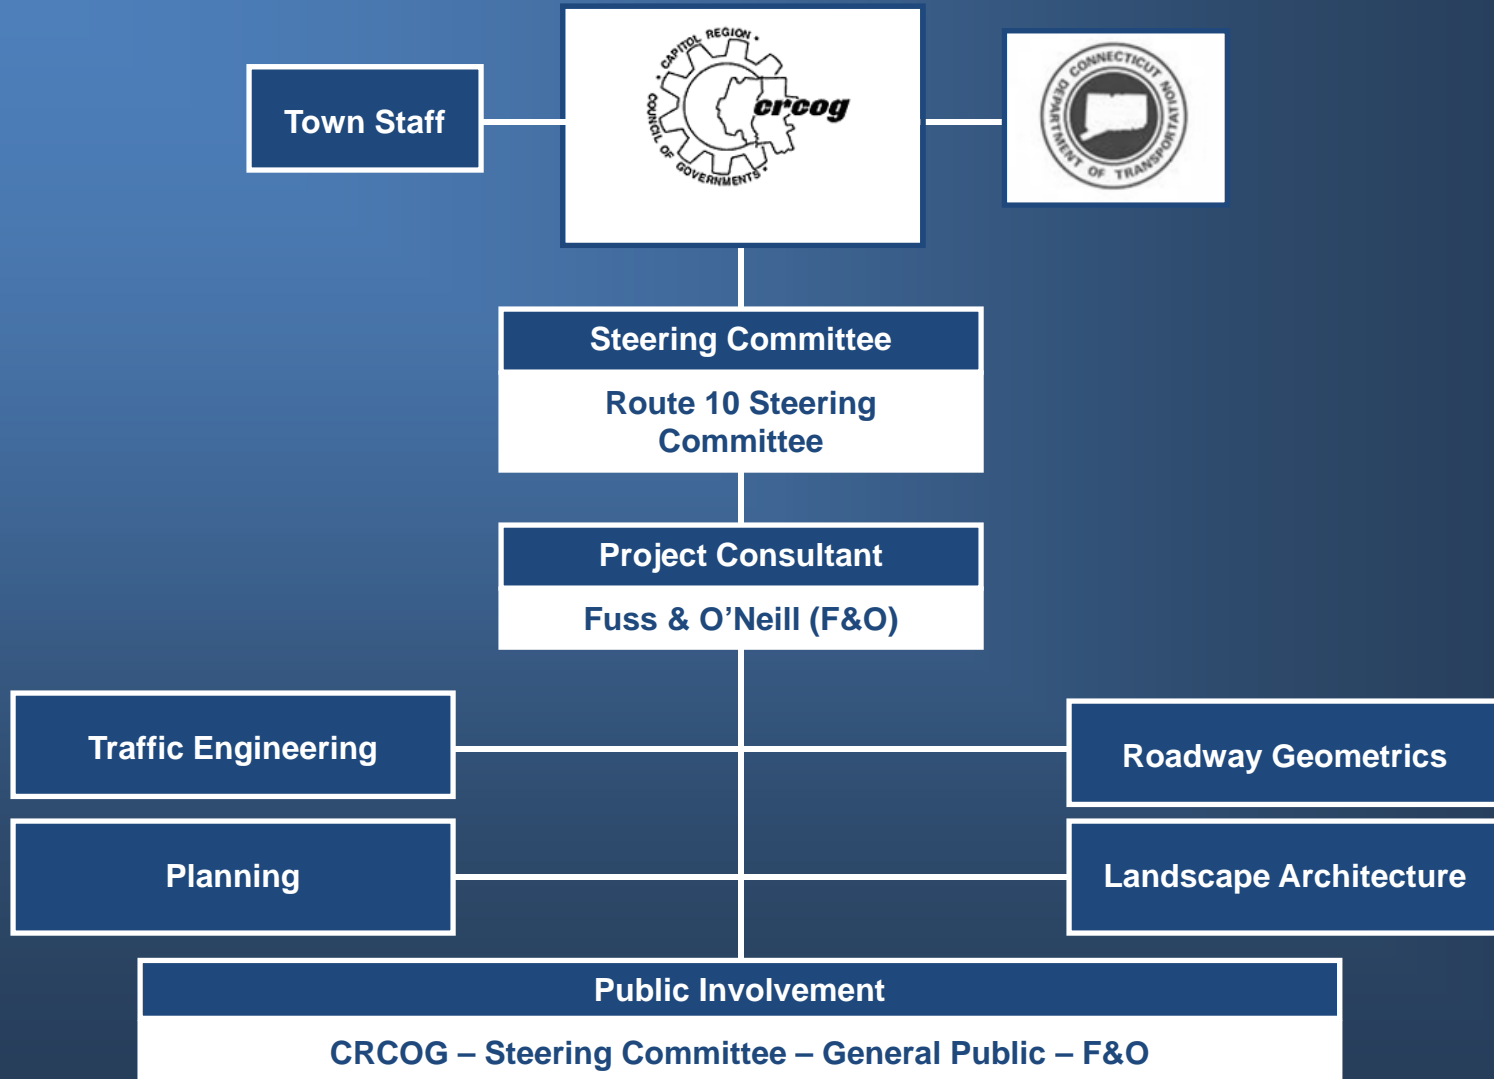 • CAPITOL REGION •
COUNCIL OF GOVERNMENTS •
crcog
CONNECTICUT
DEPARTMENT OF TRANSPORTATION
Town Staff
Steering Committee
Route 10 Steering
Committee
Project Consultant
Fuss & O’Neill (F&O)
Traffic Engineering
Roadway Geometrics
Planning
Landscape Architecture
Public Involvement
CRCOG – Steering Committee – General Public – F&O